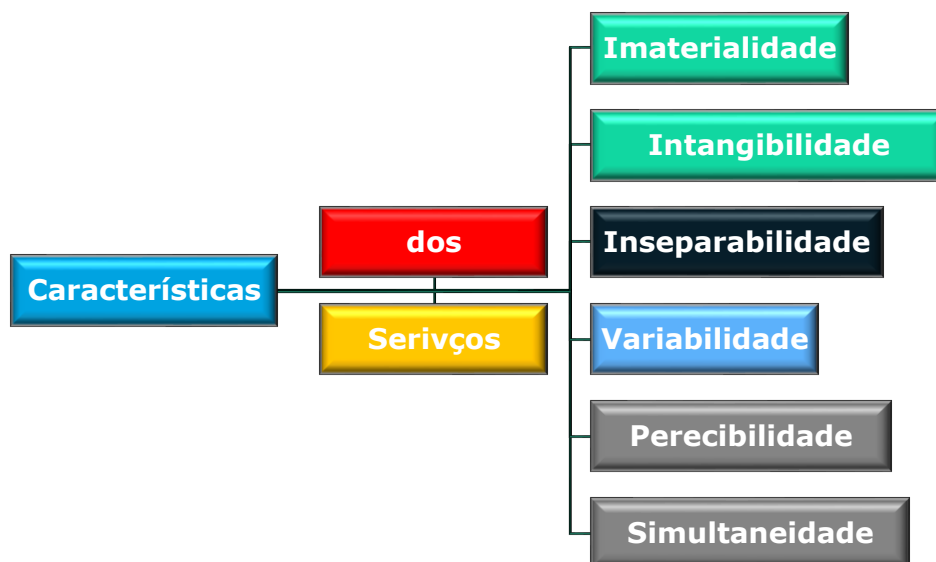 Características
dos
Serivços
Imaterialidade
Intangibilidade
Inseparabilidade
Variabilidade
Perecibilidade
Simultaneidade